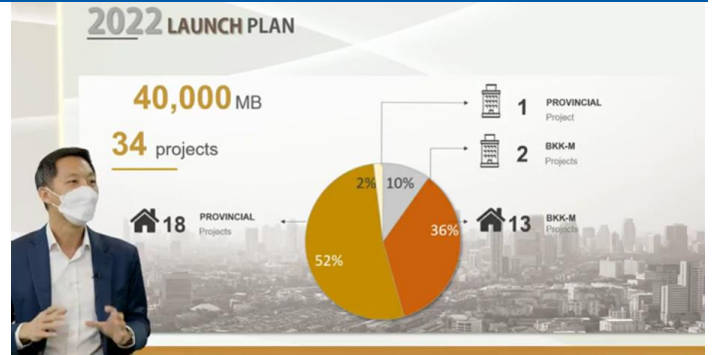 2022 LAUNCH PLAN
40,000 MB
34 projects
1 PROVINCIAL
Project
2 BKK-M
Projects
2%
10%
18 PROVINCIAL
Projects
36%
13 BKK-M
Projects
52%